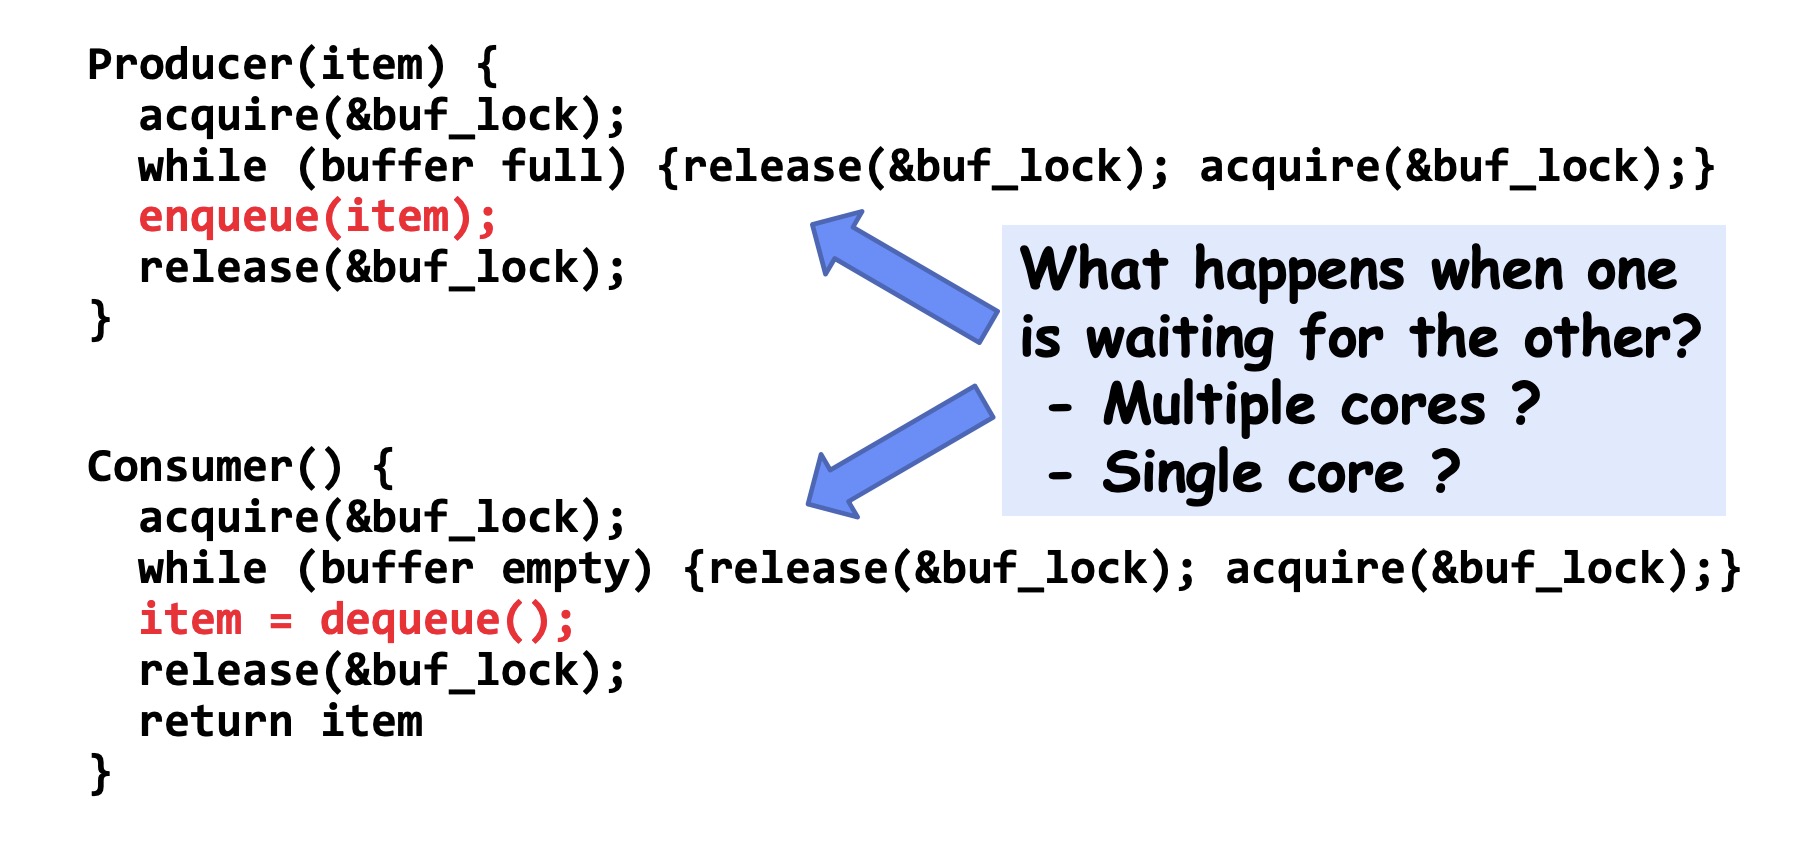 Producer(item) {
acquire(&buf_lock);
while (buffer full) {release(&buf_lock); acquire(&buf_lock);}
enqueue(item);
release(&buf_lock);
}
What happens when one
is waiting for the other?
- Multiple cores ?
- Single core ?
Consumer() {
acquire(&buf_lock);
while (buffer empty) {release(&buf_lock); acquire(&buf_lock);}
item = dequeue();
release(&buf_lock);
return item
}